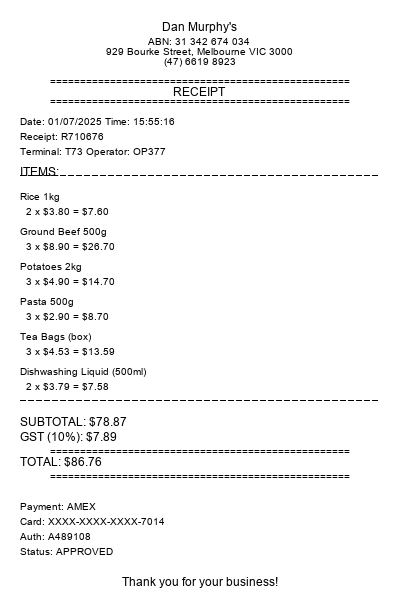 Dan Murphy's
ABN: 31 342 674 034
929 Bourke Street, Melbourne VIC 3000
(47) 6619 8923
================================================
RECEIPT
================================================
Date: 01/07/2025 Time: 15:55:16
Receipt: R710676
Terminal: T73 Operator: OP377
ITEMS:
Rice 1kg
2 x $3.80 = $7.60
Ground Beef 500g
3 x $8.90 = $26.70
Potatoes 2kg
3 x $4.90 = $14.70
Pasta 500g
3 x $2.90 = $8.70
Tea Bags (box)
3 x $4.53 = $13.59
Dishwashing Liquid (500ml)
2 x $3.79 = $7.58
SUBTOTAL: $78.87
GST (10%): $7.89
================================================
TOTAL: $86.76
================================================
Payment: AMEX
Card: XXXX-XXXX-XXXX-7014
Auth: A489108
Status: APPROVED
Thank you for your business!